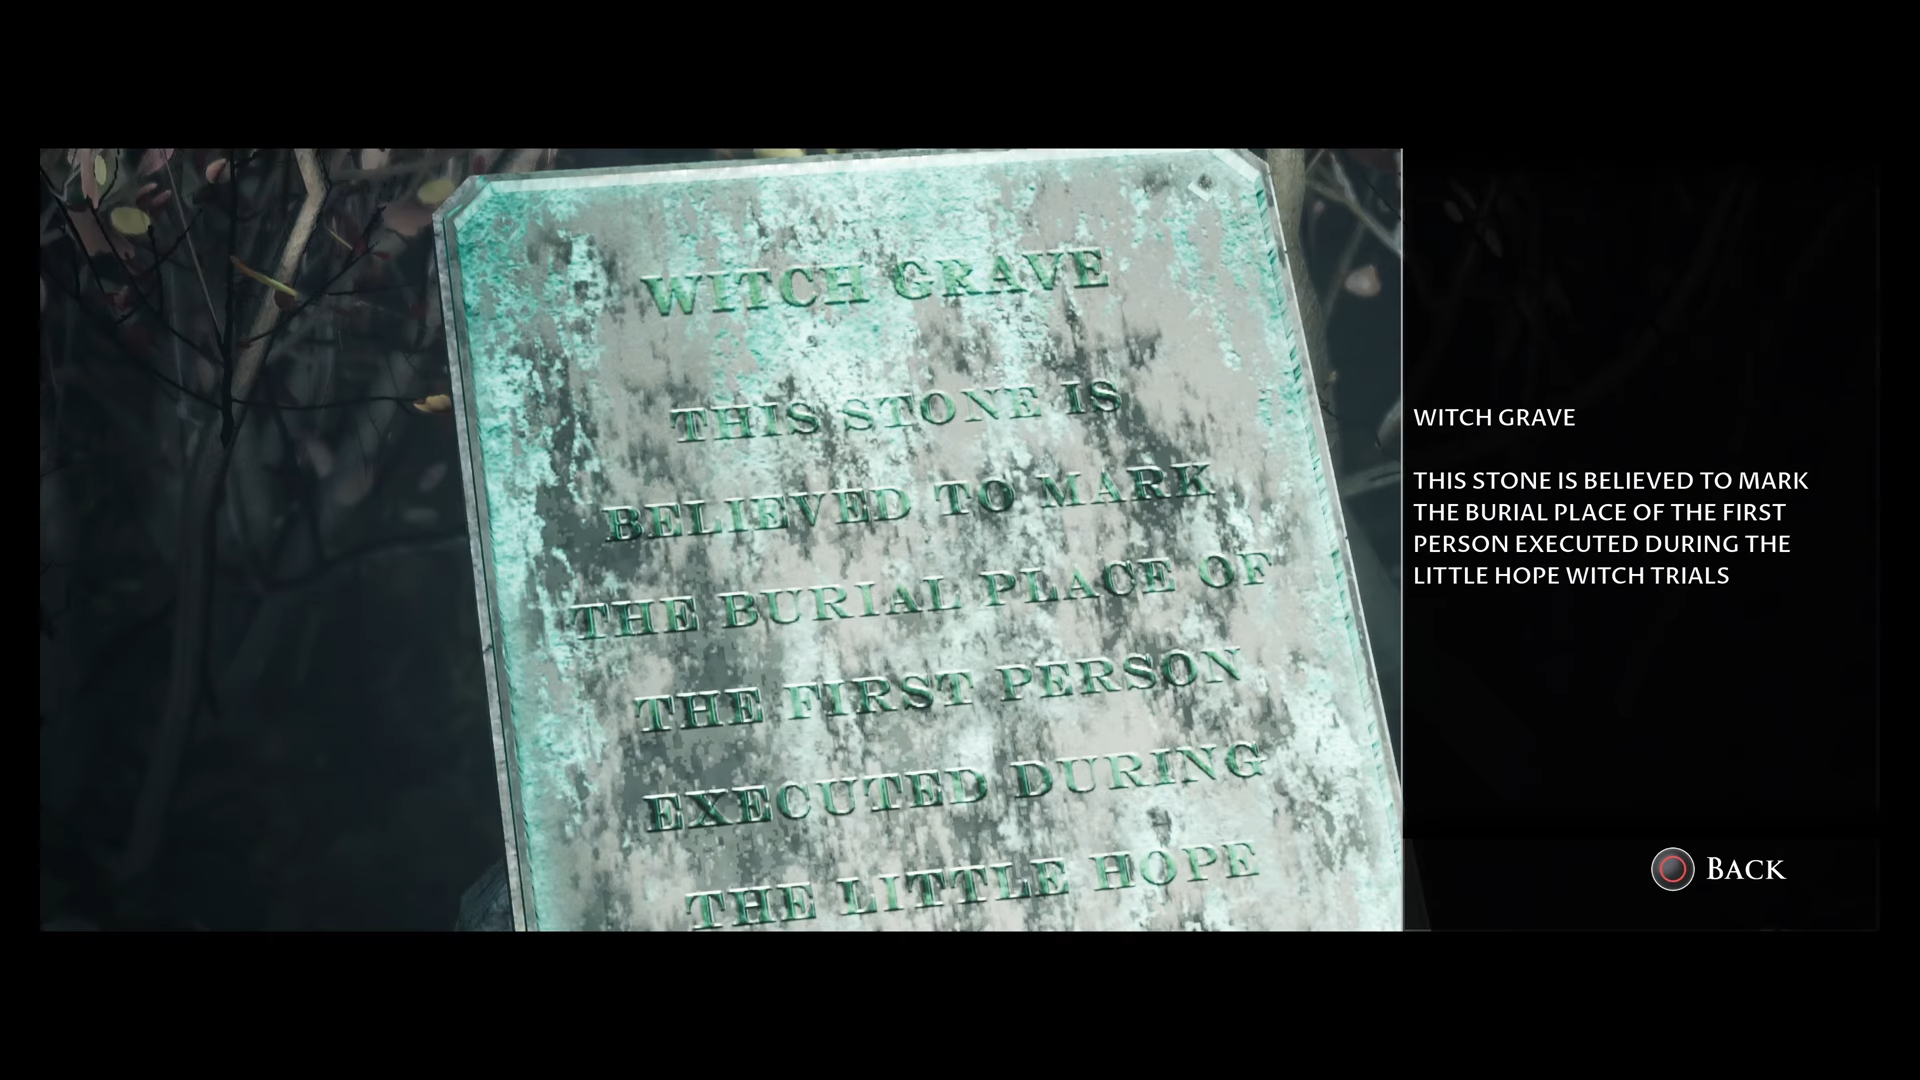 WITCH GRAVE
THIS STONE IS
BELIEVED TO MARK
THE BURIAL PLACE OF
THE FIRST PERSON
EXECUTED DURING
THE LITTLE HOPE
WITCH GRAVE
THIS STONE IS BELIEVED TO MARK
THE BURIAL PLACE OF THE FIRST
PERSON EXECUTED DURING THE
LITTLE HOPE WITCH TRIALS
BACK